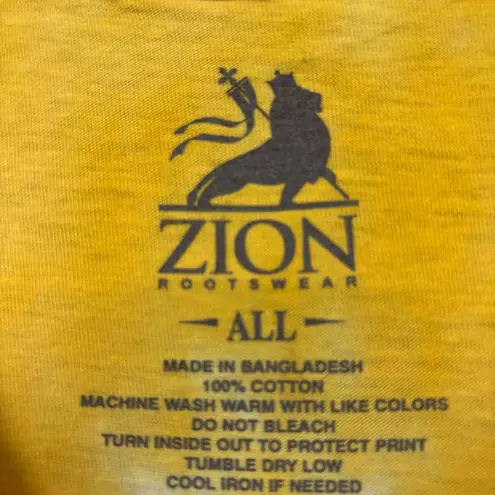 ZION
ROOTSWEAR
ALL
MADE IN BANGLADESH
100% COTTON
MACHINE WASH WARM WITH LIKE COLORS
DO NOT BLEACH
TURN INSIDE OUT TO PROTECT PRINT
TUMBLE DRY LOW
COOL IRON IF NEEDED